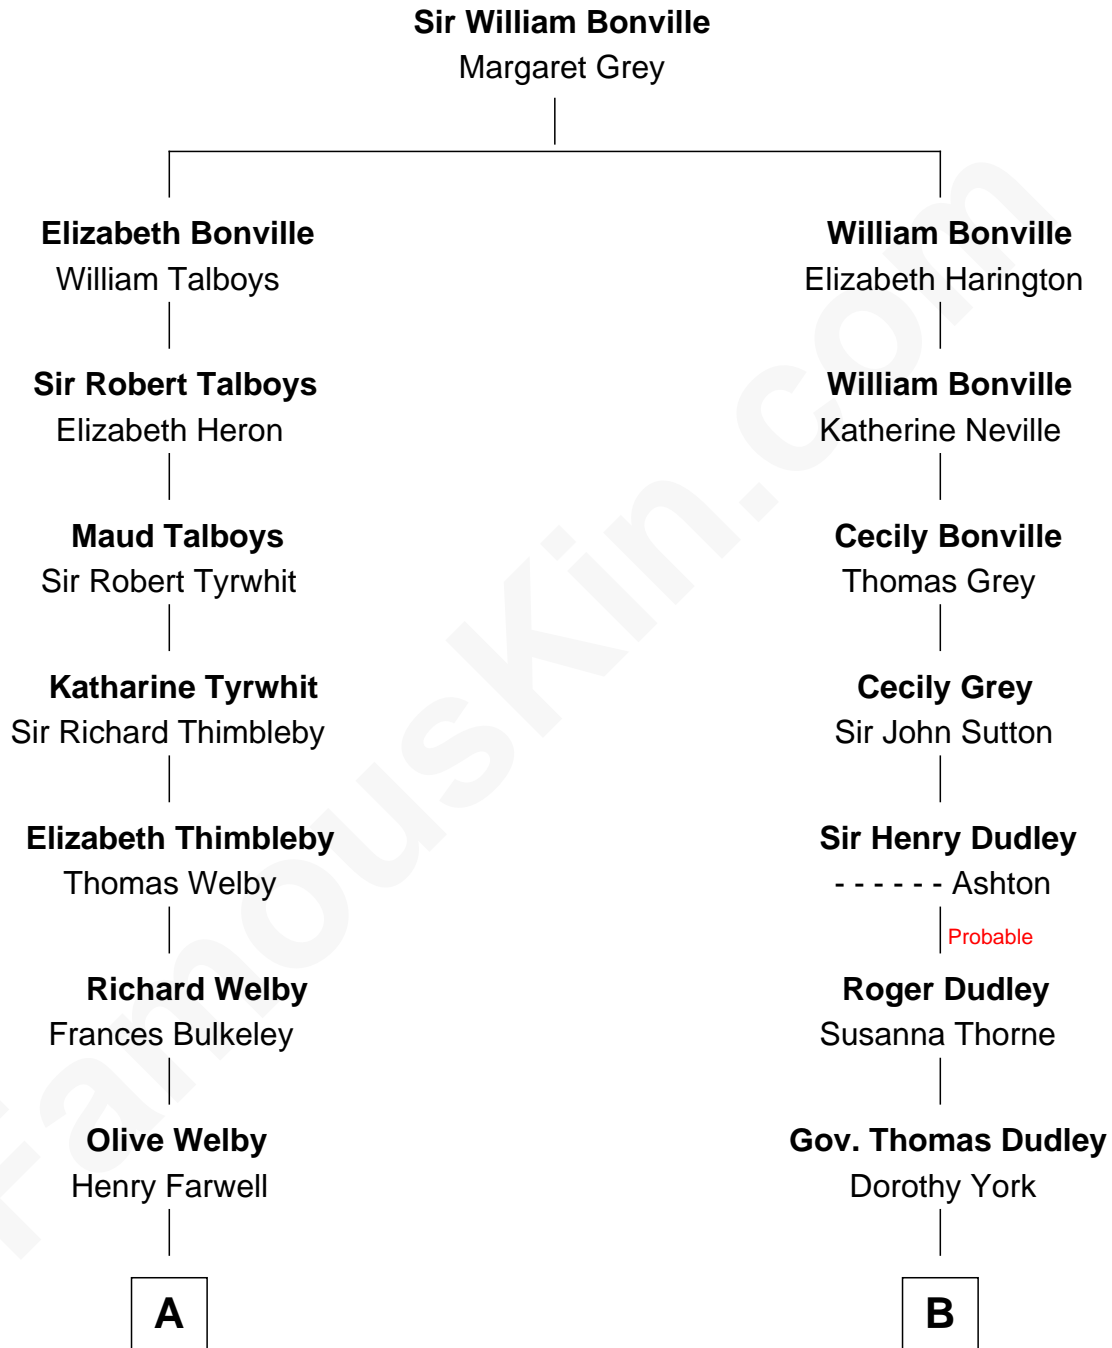 Sir William Bonville
Margaret Grey
Elizabeth Bonville
William Talboys
William Bonville
Elizabeth Harington
Sir Robert Talboys
Elizabeth Heron
William Bonville
Katherine Neville
Maud Talboys
Sir Robert Tyrwhit
Cecily Bonville
Thomas Grey
Katharine Tyrwhit
Sir Richard Thimbleby
Cecily Grey
Sir John Sutton
Elizabeth Thimbleby
Thomas Welby
Sir Henry Dudley
- - - - - - Ashton
Probable
Richard Welby
Frances Bulkeley
Roger Dudley
Susanna Thorne
Olive Welby
Henry Farwell
Gov. Thomas Dudley
Dorothy York
A
B
FamousKin.com